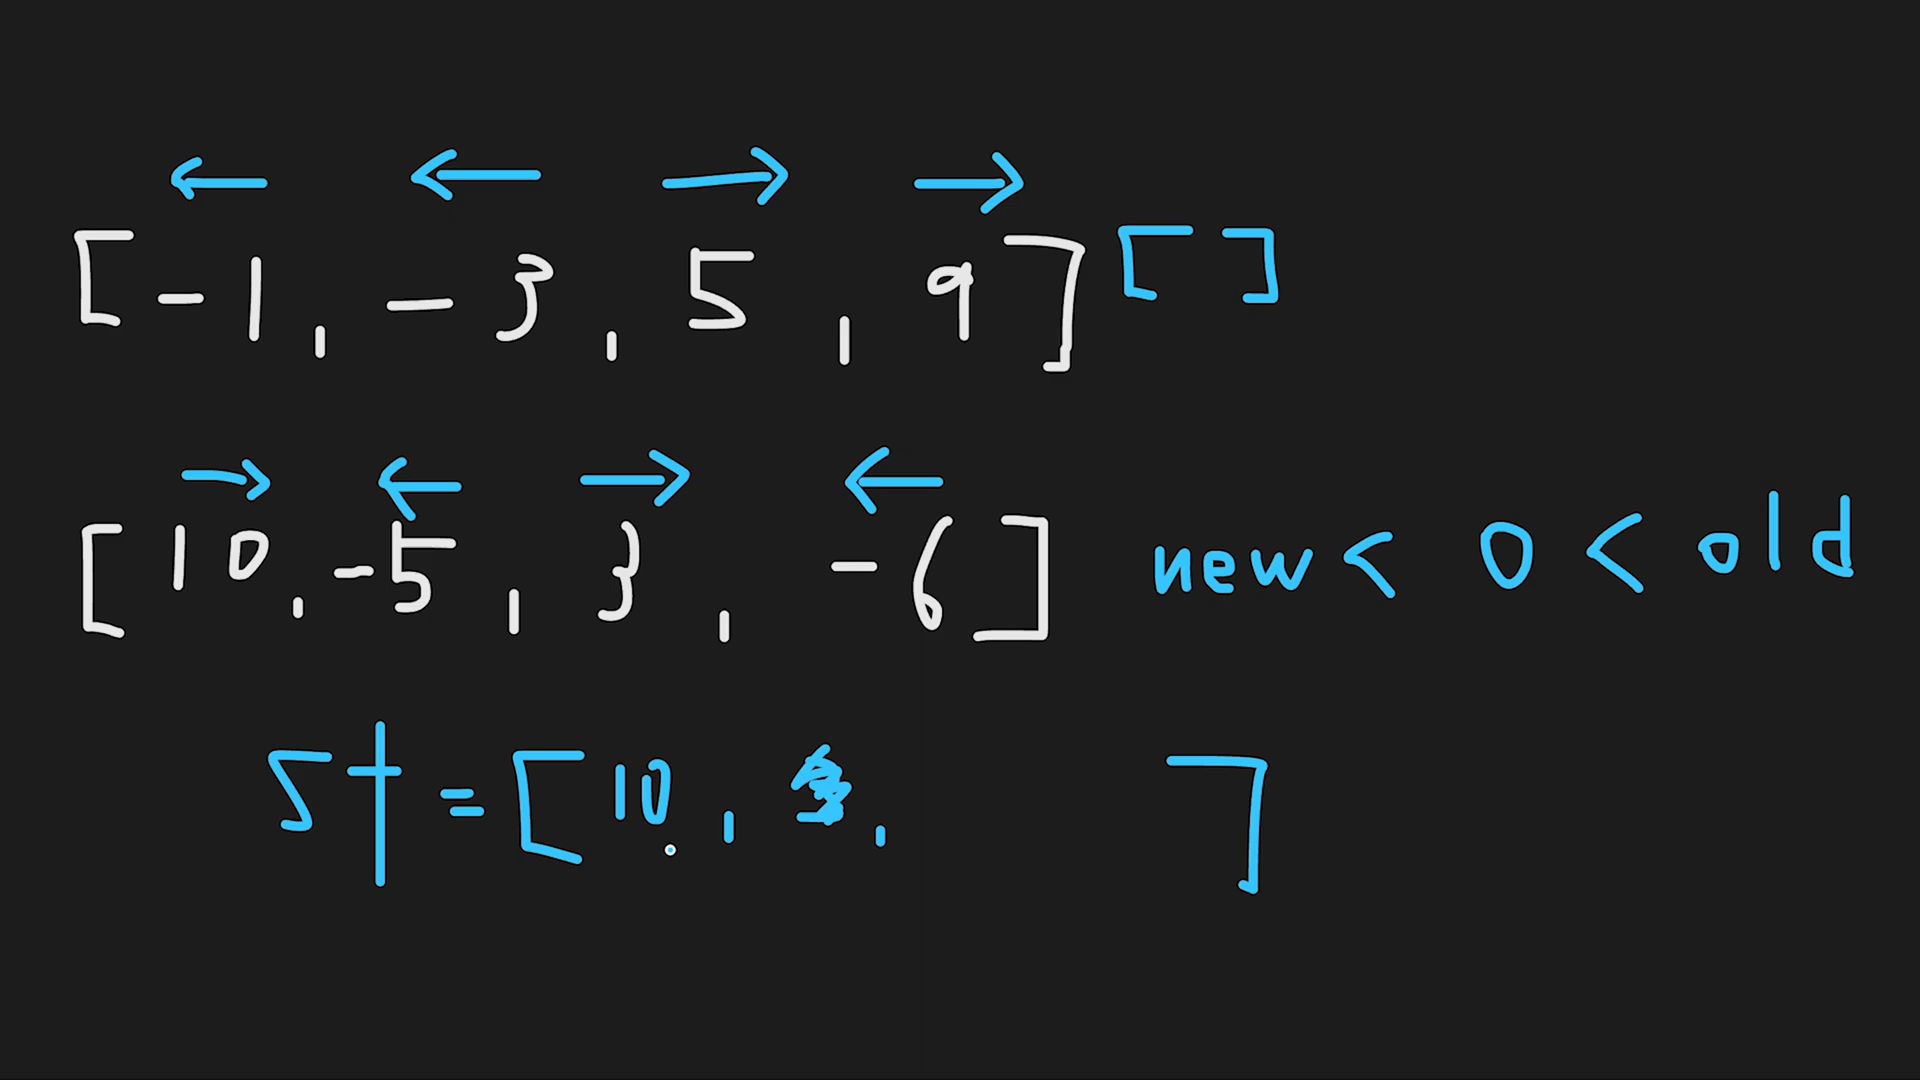 [-1, -3, 5, 9] []
[10, -5, 3, -6] new < 0 < old
st = [10, , ]